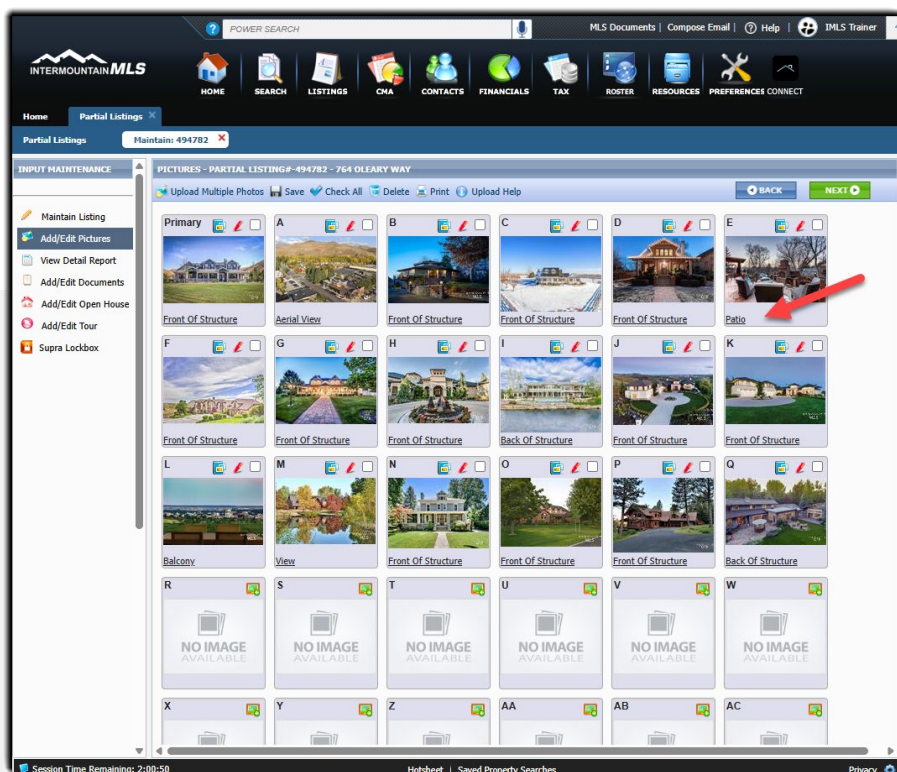 POWER SEARCH
MLS Documents | Compose Email | Help | IMLS Trainer
INTERMOUNTAIN MLS
HOME SEARCH LISTINGS CMA CONTACTS FINANCIALS TAX ROSTER RESOURCES PREFERENCES CONNECT
Home Partial Listings
Partial Listings Maintain: 494782
INPUT MAINTENANCE
PICTURES - PARTIAL LISTING#-494782 - 764 OLEARY WAY
Upload Multiple Photos Save Check All Delete Print Upload Help BACK NEXT
Maintain Listing
Add/Edit Pictures
View Detail Report
Add/Edit Documents
Add/Edit Open House
Add/Edit Tour
Supra Lockbox
Primary A B C D E
Front Of Structure Aerial View Front Of Structure Front Of Structure Front Of Structure Patio
F G H I J K
Front Of Structure Front Of Structure Front Of Structure Back Of Structure Front Of Structure Front Of Structure
L M N O P Q
Balcony View Front Of Structure Front Of Structure Front Of Structure Back Of Structure
R S T U V W
NO IMAGE NO IMAGE NO IMAGE NO IMAGE NO IMAGE NO IMAGE
AVAILABLE AVAILABLE AVAILABLE AVAILABLE AVAILABLE AVAILABLE
X Y Z AA AB AC
Session Time Remaining: 2:00:50 Hotsheet | Saved Property Searches Privacy